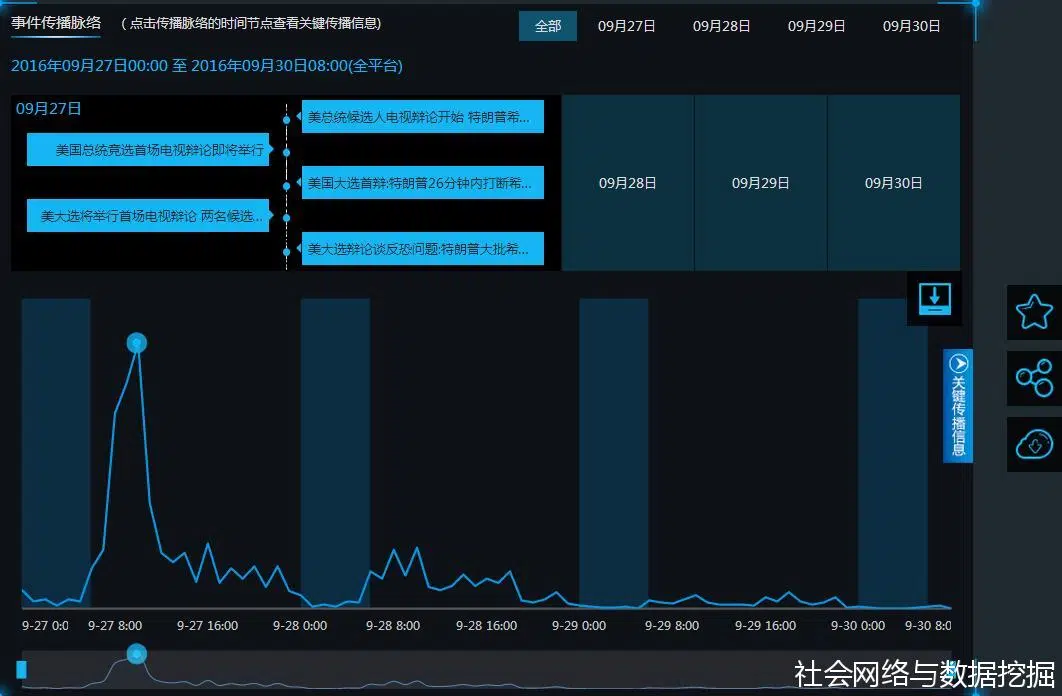 事件传播脉络 ( 点击传播脉络的时间节点查看关键传播信息) 全部 09月27日 09月28日 09月29日 09月30日
2016年09月27日00:00 至 2016年09月30日08:00(全平台)
09月27日
美总统候选人电视辩论开始 特朗普希...
美国总统竞选首场电视辩论即将举行
美国大选首辩:特朗普26分钟内打断希...
美大选将举行首场电视辩论 两名候选...
美大选辩论谈反恐问题:特朗普大批希...
09月28日 09月29日 09月30日
关键传播信息
9-27 0:0 9-27 8:00 9-27 16:00 9-28 0:00 9-28 8:00 9-28 16:00 9-29 0:00 9-29 8:00 9-29 16:00 9-30 0:00 9-30 8:0
社会网络与数据挖掘